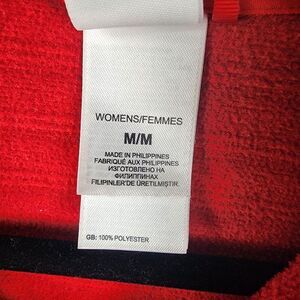 WOMENS/FEMMES
M/M
MADE IN PHILIPPINES
FABRIQUÉ AUX PHILIPPINES
ИЗГОТОВЛЕНО НА
ФИЛИППИНАХ
FILIPINLER'DE ÜRETILMIŞTIR.
GB: 100% POLYESTER